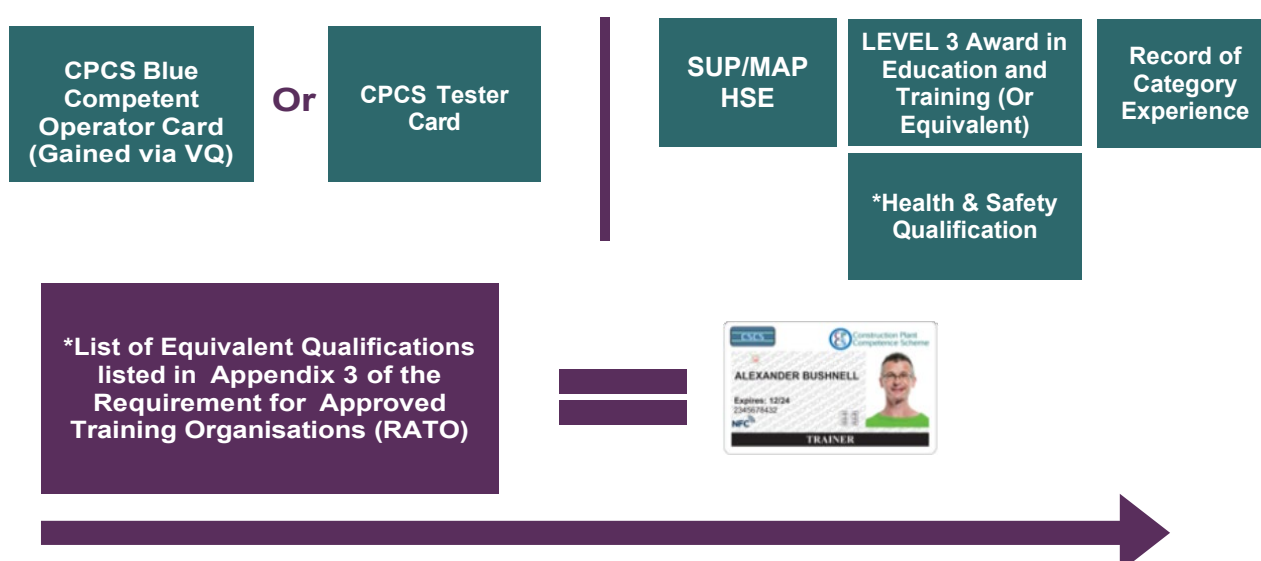 CPCS Blue
Competent
Operator Card
(Gained via VQ)
Or
CPCS Tester
Card
SUP/MAP
HSE
LEVEL 3 Award in
Education and
Training (Or
Equivalent)
Record of
Category
Experience
*Health & Safety
Qualification
*List of Equivalent Qualifications
listed in Appendix 3 of the
Requirement for Approved
Training Organisations (RATO)
CSCS
Construction Plant
Competence Scheme
ALEXANDER BUSHNELL
Expires: 12/24
2345678432
NFC
TRAINER